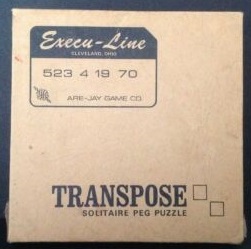 Execu-Line
CLEVELAND, OHIO
523 4 19 70
ARE-JAY GAME CO.
TRANSPOSE
SOLITAIRE PEG PUZZLE